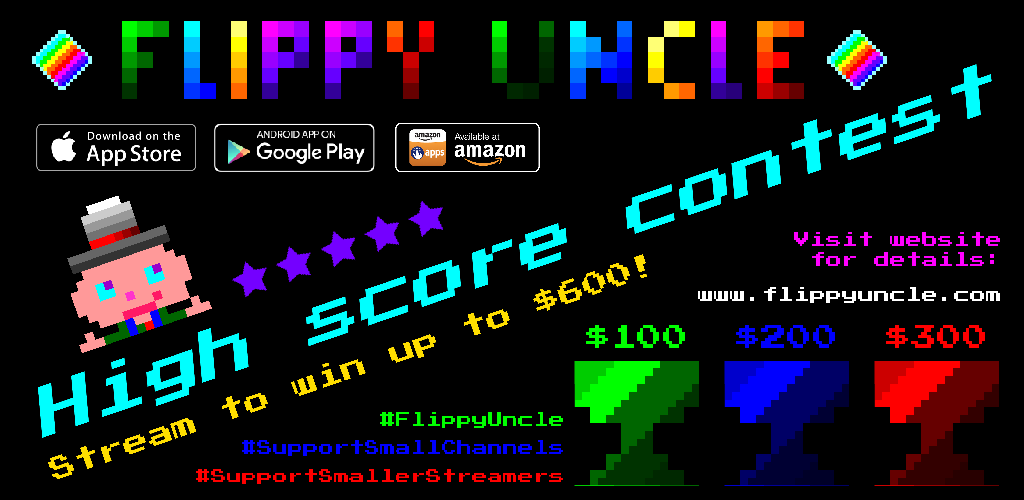 FLIPPY UNCLE
Download on the
App Store
ANDROID APP ON
Google Play
amazon
apps
Available at
amazon
High score contest
Stream to win up to $600!
Visit website
for details:
www.flippyuncle.com
$100
$200
$300
#FlippyUncle
#SupportSmallChannels
#SupportSmallerStreamers